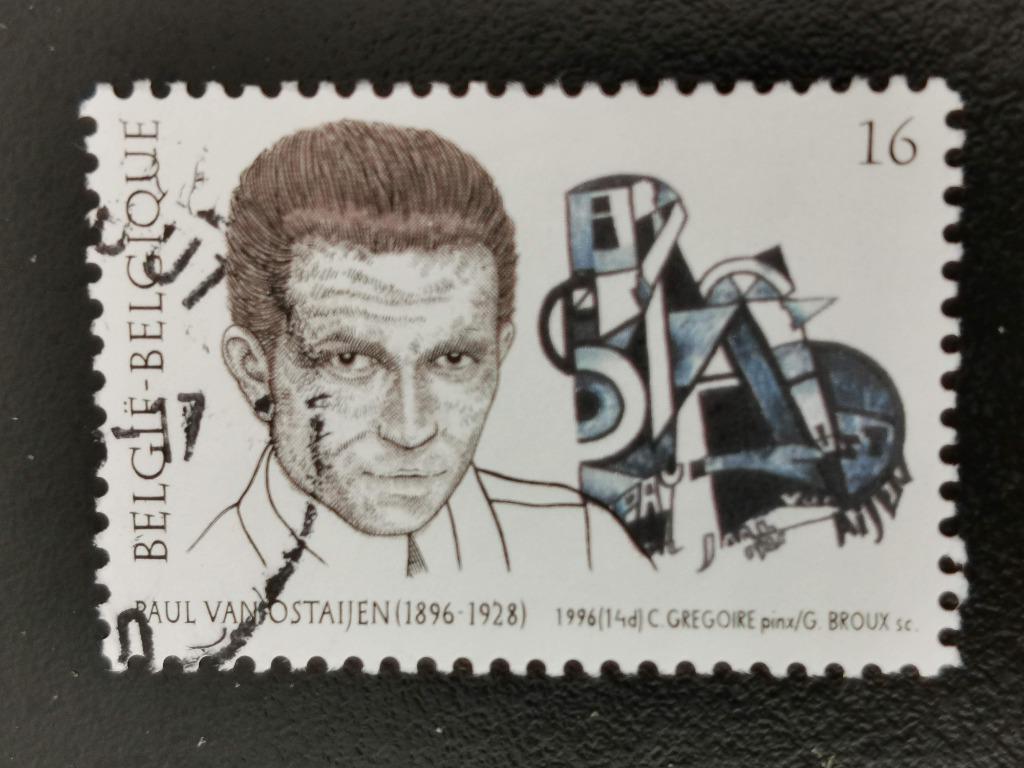 16
BELGIË-BELGIQUE
PAUL VAN OSTAIJEN (1896-1928)
1996(14d) C. GREGOIRE pinx/G. BROUX sc.